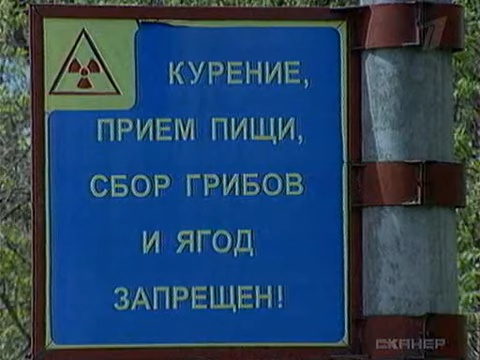 КУРЕНИЕ,
ПРИЕМ ПИЩИ,
СБОР ГРИБОВ
И ЯГОД
ЗАПРЕЩЕН!
СКАНЕР